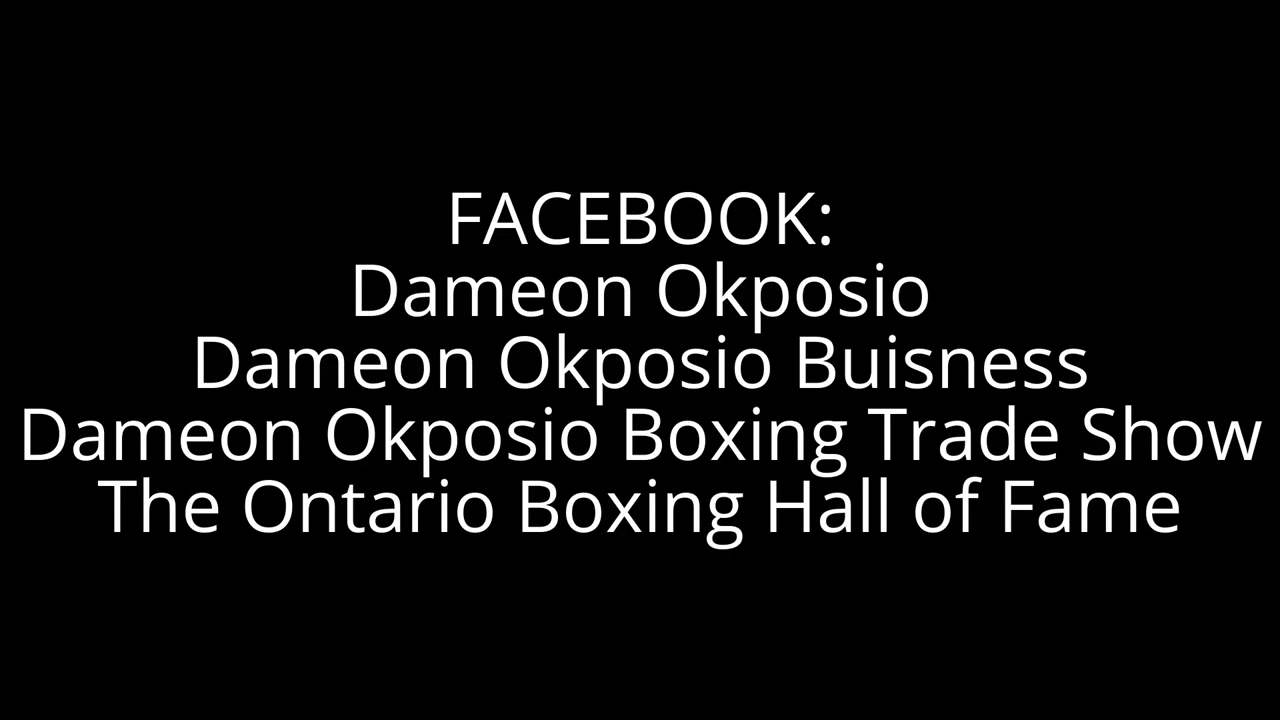 FACEBOOK:
Dameon Okposio
Dameon Okposio Buisness
Dameon Okposio Boxing Trade Show
The Ontario Boxing Hall of Fame